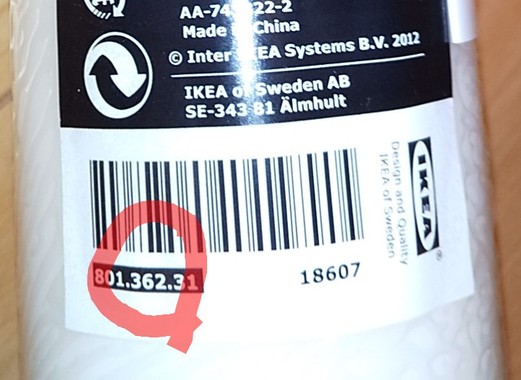 AA-74 22-2
Made in China
© Inter IKEA Systems B.V. 2012
IKEA of Sweden AB
SE-343 81 Älmhult
801.362.31
18607
Design and Quality
IKEA of Sweden
IKEA
®